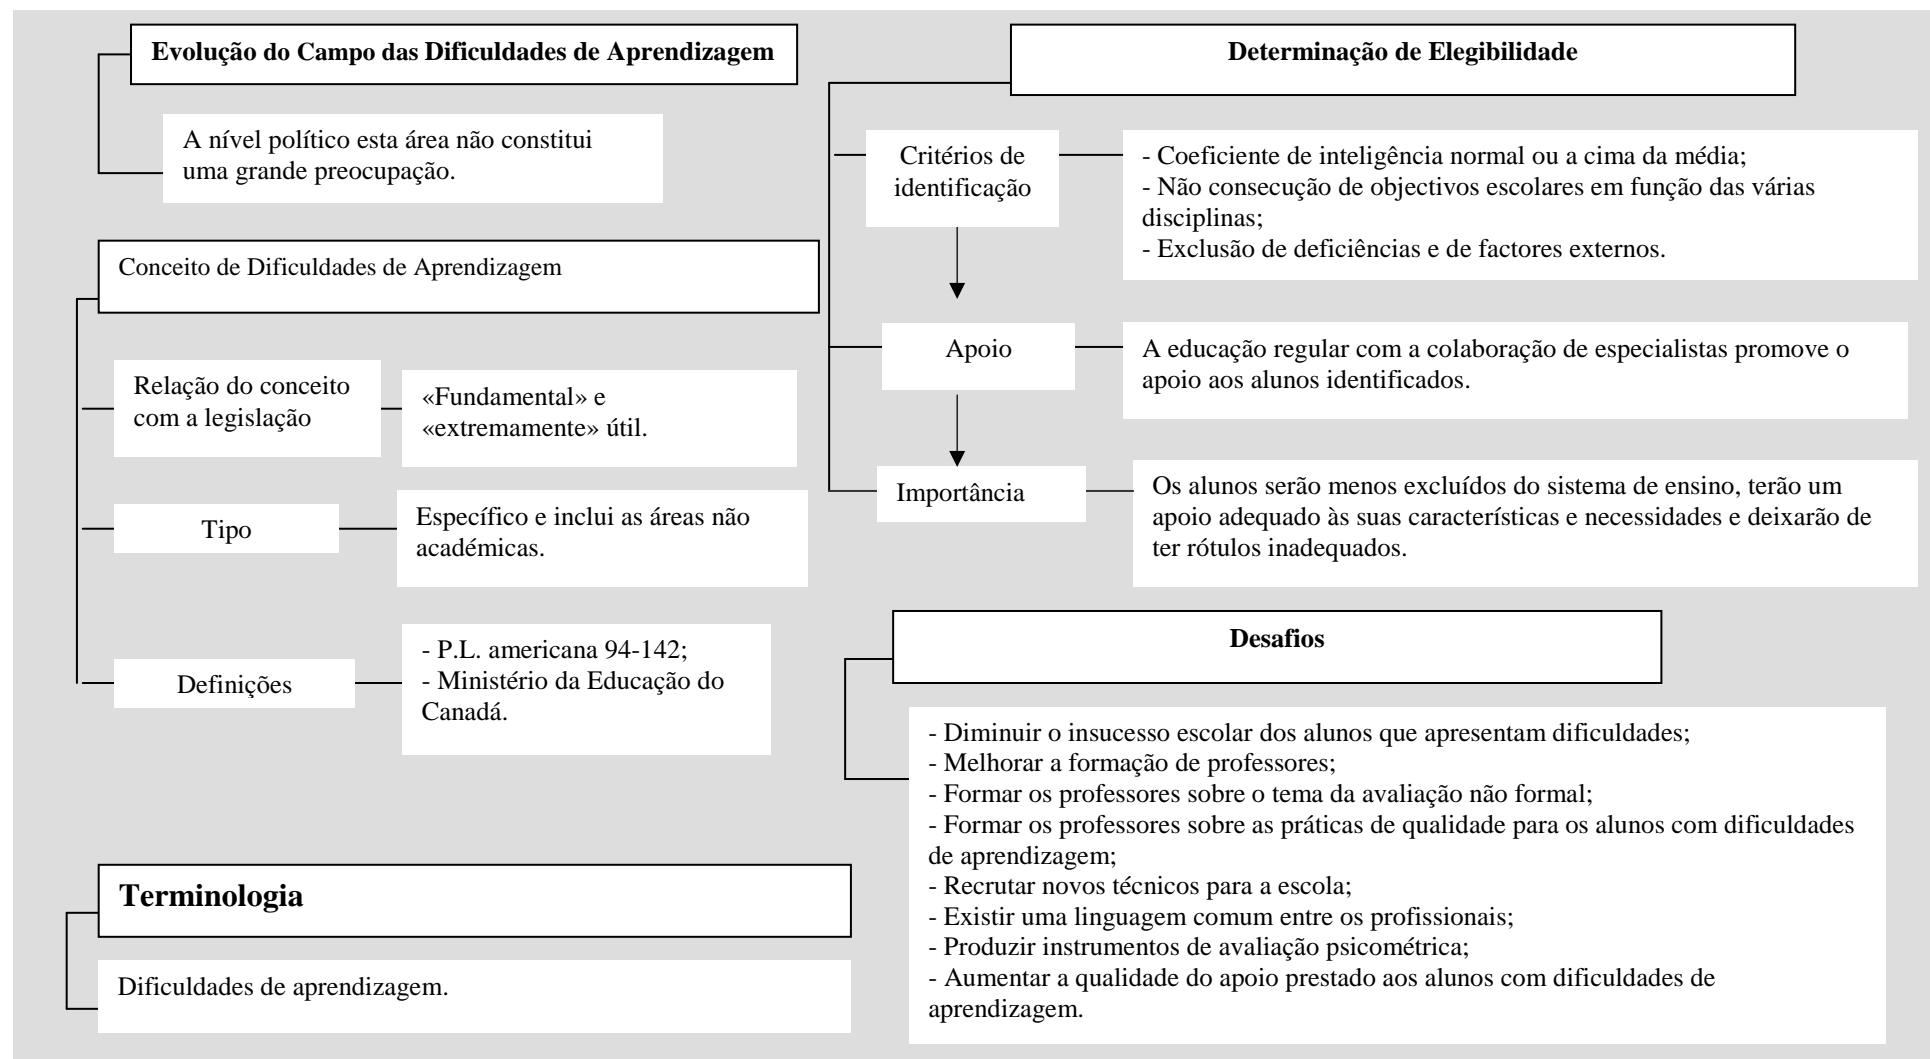 Evolução do Campo das Dificuldades de Aprendizagem
A nível político esta área não constitui
uma grande preocupação.
Conceito de Dificuldades de Aprendizagem
Relação do conceito
com a legislação
«Fundamental» e
«extremamente» útil.
Tipo
Específico e inclui as áreas não
académicas.
Definições
- P.L. americana 94-142;
- Ministério da Educação do
Canadá.
Terminologia
Dificuldades de aprendizagem.
Determinação de Elegibilidade
Critérios de
identificação
- Coeficiente de inteligência normal ou a cima da média;
- Não consecução de objectivos escolares em função das várias
disciplinas;
- Exclusão de deficiências e de factores externos.
Apoio
A educação regular com a colaboração de especialistas promove o
apoio aos alunos identificados.
Importância
Os alunos serão menos excluídos do sistema de ensino, terão um
apoio adequado às suas características e necessidades e deixarão de
ter rótulos inadequados.
Desafios
- Diminuir o insucesso escolar dos alunos que apresentam dificuldades;
- Melhorar a formação de professores;
- Formar os professores sobre o tema da avaliação não formal;
- Formar os professores sobre as práticas de qualidade para os alunos com dificuldades
de aprendizagem;
- Recrutar novos técnicos para a escola;
- Existir uma linguagem comum entre os profissionais;
- Produzir instrumentos de avaliação psicométrica;
- Aumentar a qualidade do apoio prestado aos alunos com dificuldades de
aprendizagem.